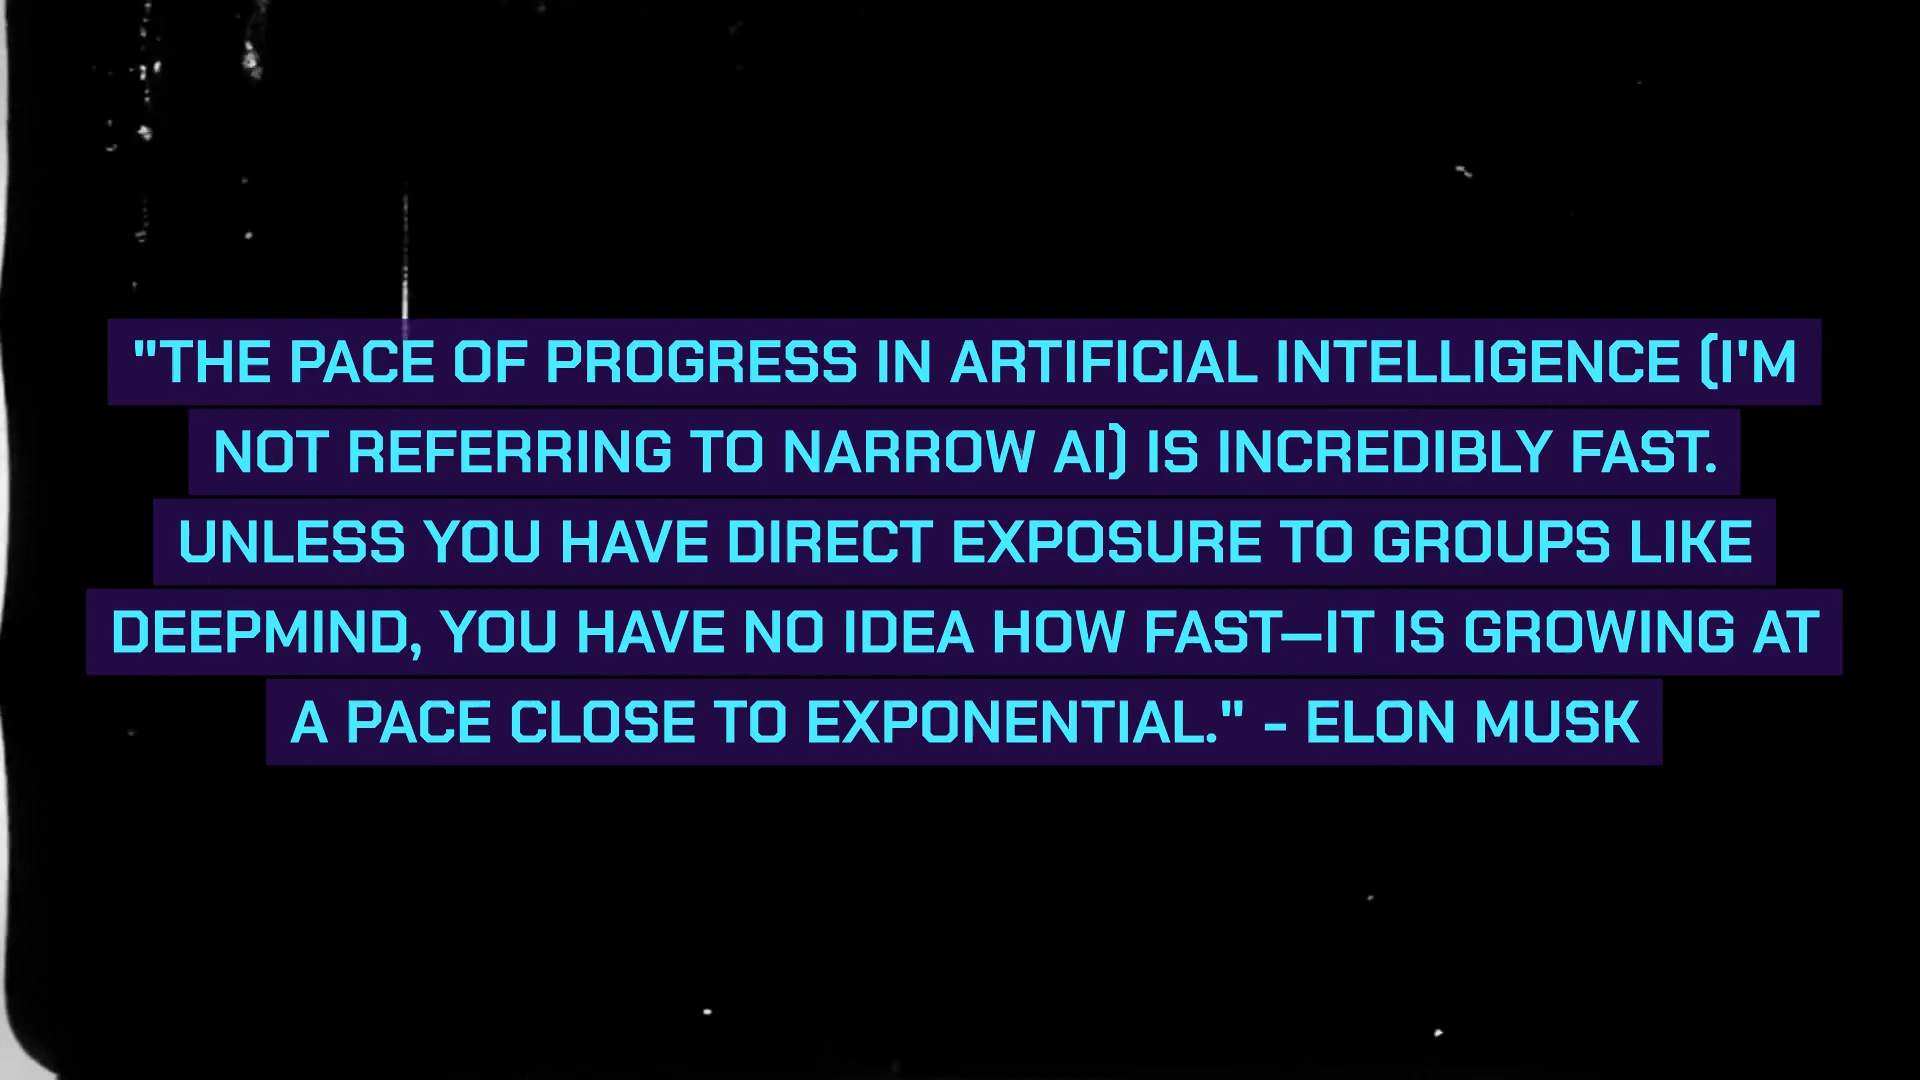 "THE PACE OF PROGRESS IN ARTIFICIAL INTELLIGENCE (I'M
NOT REFERRING TO NARROW AI) IS INCREDIBLY FAST.
UNLESS YOU HAVE DIRECT EXPOSURE TO GROUPS LIKE
DEEPMIND, YOU HAVE NO IDEA HOW FAST—IT IS GROWING AT
A PACE CLOSE TO EXPONENTIAL." - ELON MUSK